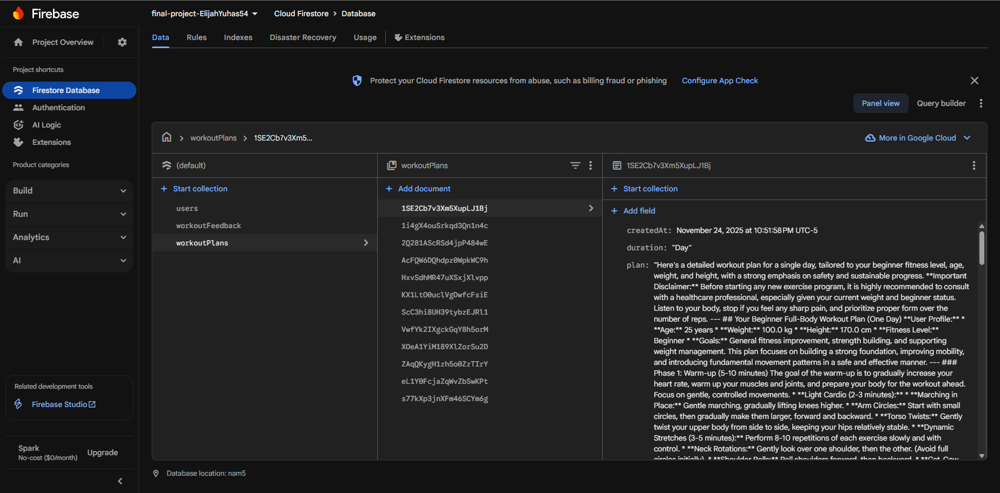 Firebase
final-project-ElijahYuhas54
Cloud Firestore
Database
Project Overview
Data
Rules
Indexes
Disaster Recovery
Usage
Extensions
Project shortcuts
Firestore Database
Authentication
AI Logic
Extensions
Product categories
Build
Run
Analytics
AI
Related development tools
Firebase Studio
Spark
No-cost ($0/month)
Upgrade
Protect your Cloud Firestore resources from abuse, such as billing fraud or phishing
Configure App Check
Panel view
Query builder
workoutPlans
1SE2Cb7v3Xm5...
More in Google Cloud
(default)
Start collection
users
workoutFeedback
workoutPlans
workoutPlans
Add document
1SE2Cb7v3Xm5XupLJ1Bj
1i4gX4ouSrkqd3Qn1n4c
2Q281AScRSd4jpP484wE
AcFQW6DQhdpz0WpkWC9h
HxvSdhMR47uXSxjXlvpp
KX1LtO0uclVgDwfcFsiE
ScC3hi8UH39tybzEJRl1
VwfYk2IXgckGqY8h5orM
XOeA1YiM189XlZorSu2D
ZAqQKygH1zh5o0ZzTIrY
eL1Y0FcjaZqWvZbSwKPt
s77kXp3jnXFm46SCYm6g
1SE2Cb7v3Xm5XupLJ1Bj
Start collection
Add field
createdAt: November 24, 2025 at 10:51:58 PM UTC-5
duration: "Day"
plan: "Here's a detailed workout plan for a single day, tailored to your beginner fitness level, age,
weight, and height, with a strong emphasis on safety and sustainable progress. **Important
Disclaimer:** Before starting any new exercise program, it is highly recommended to consult
with a healthcare professional, especially given your current weight and beginner status.
Listen to your body, stop if you feel any sharp pain, and prioritize proper form over the
number of reps. --- ## Your Beginner Full-Body Workout Plan (One Day) **User Profile:** *
**Age:** 25 years * **Weight:** 100.0 kg * **Height:** 170.0 cm * **Fitness Level:**
Beginner * **Goals:** General fitness improvement, strength building, and supporting
weight management. This plan focuses on building a strong foundation, improving mobility,
and introducing fundamental movement patterns in a safe and effective manner. --- ###
Phase 1: Warm-up (5-10 minutes) The goal of the warm-up is to gradually increase your
heart rate, warm up your muscles and joints, and prepare your body for the workout ahead.
Focus on gentle, controlled movements. * **Light Cardio (2-3 minutes):** * **Marching in
Place:** Gentle marching, gradually lifting knees higher. * **Arm Circles:** Start with small
circles, then gradually make them larger, forward and backward. * **Torso Twists:** Gently
twist your upper body from side to side, keeping your hips relatively stable. * **Dynamic
Stretches (3-5 minutes):** Perform 8-10 repetitions of each exercise slowly and with
control. * **Neck Rotations:** Gently look over one shoulder, then the other. (Avoid full
circles initially). * **Shoulder Rolls:** Roll shoulders forward, then backward. * **Cat-Cow
Database location: nam5